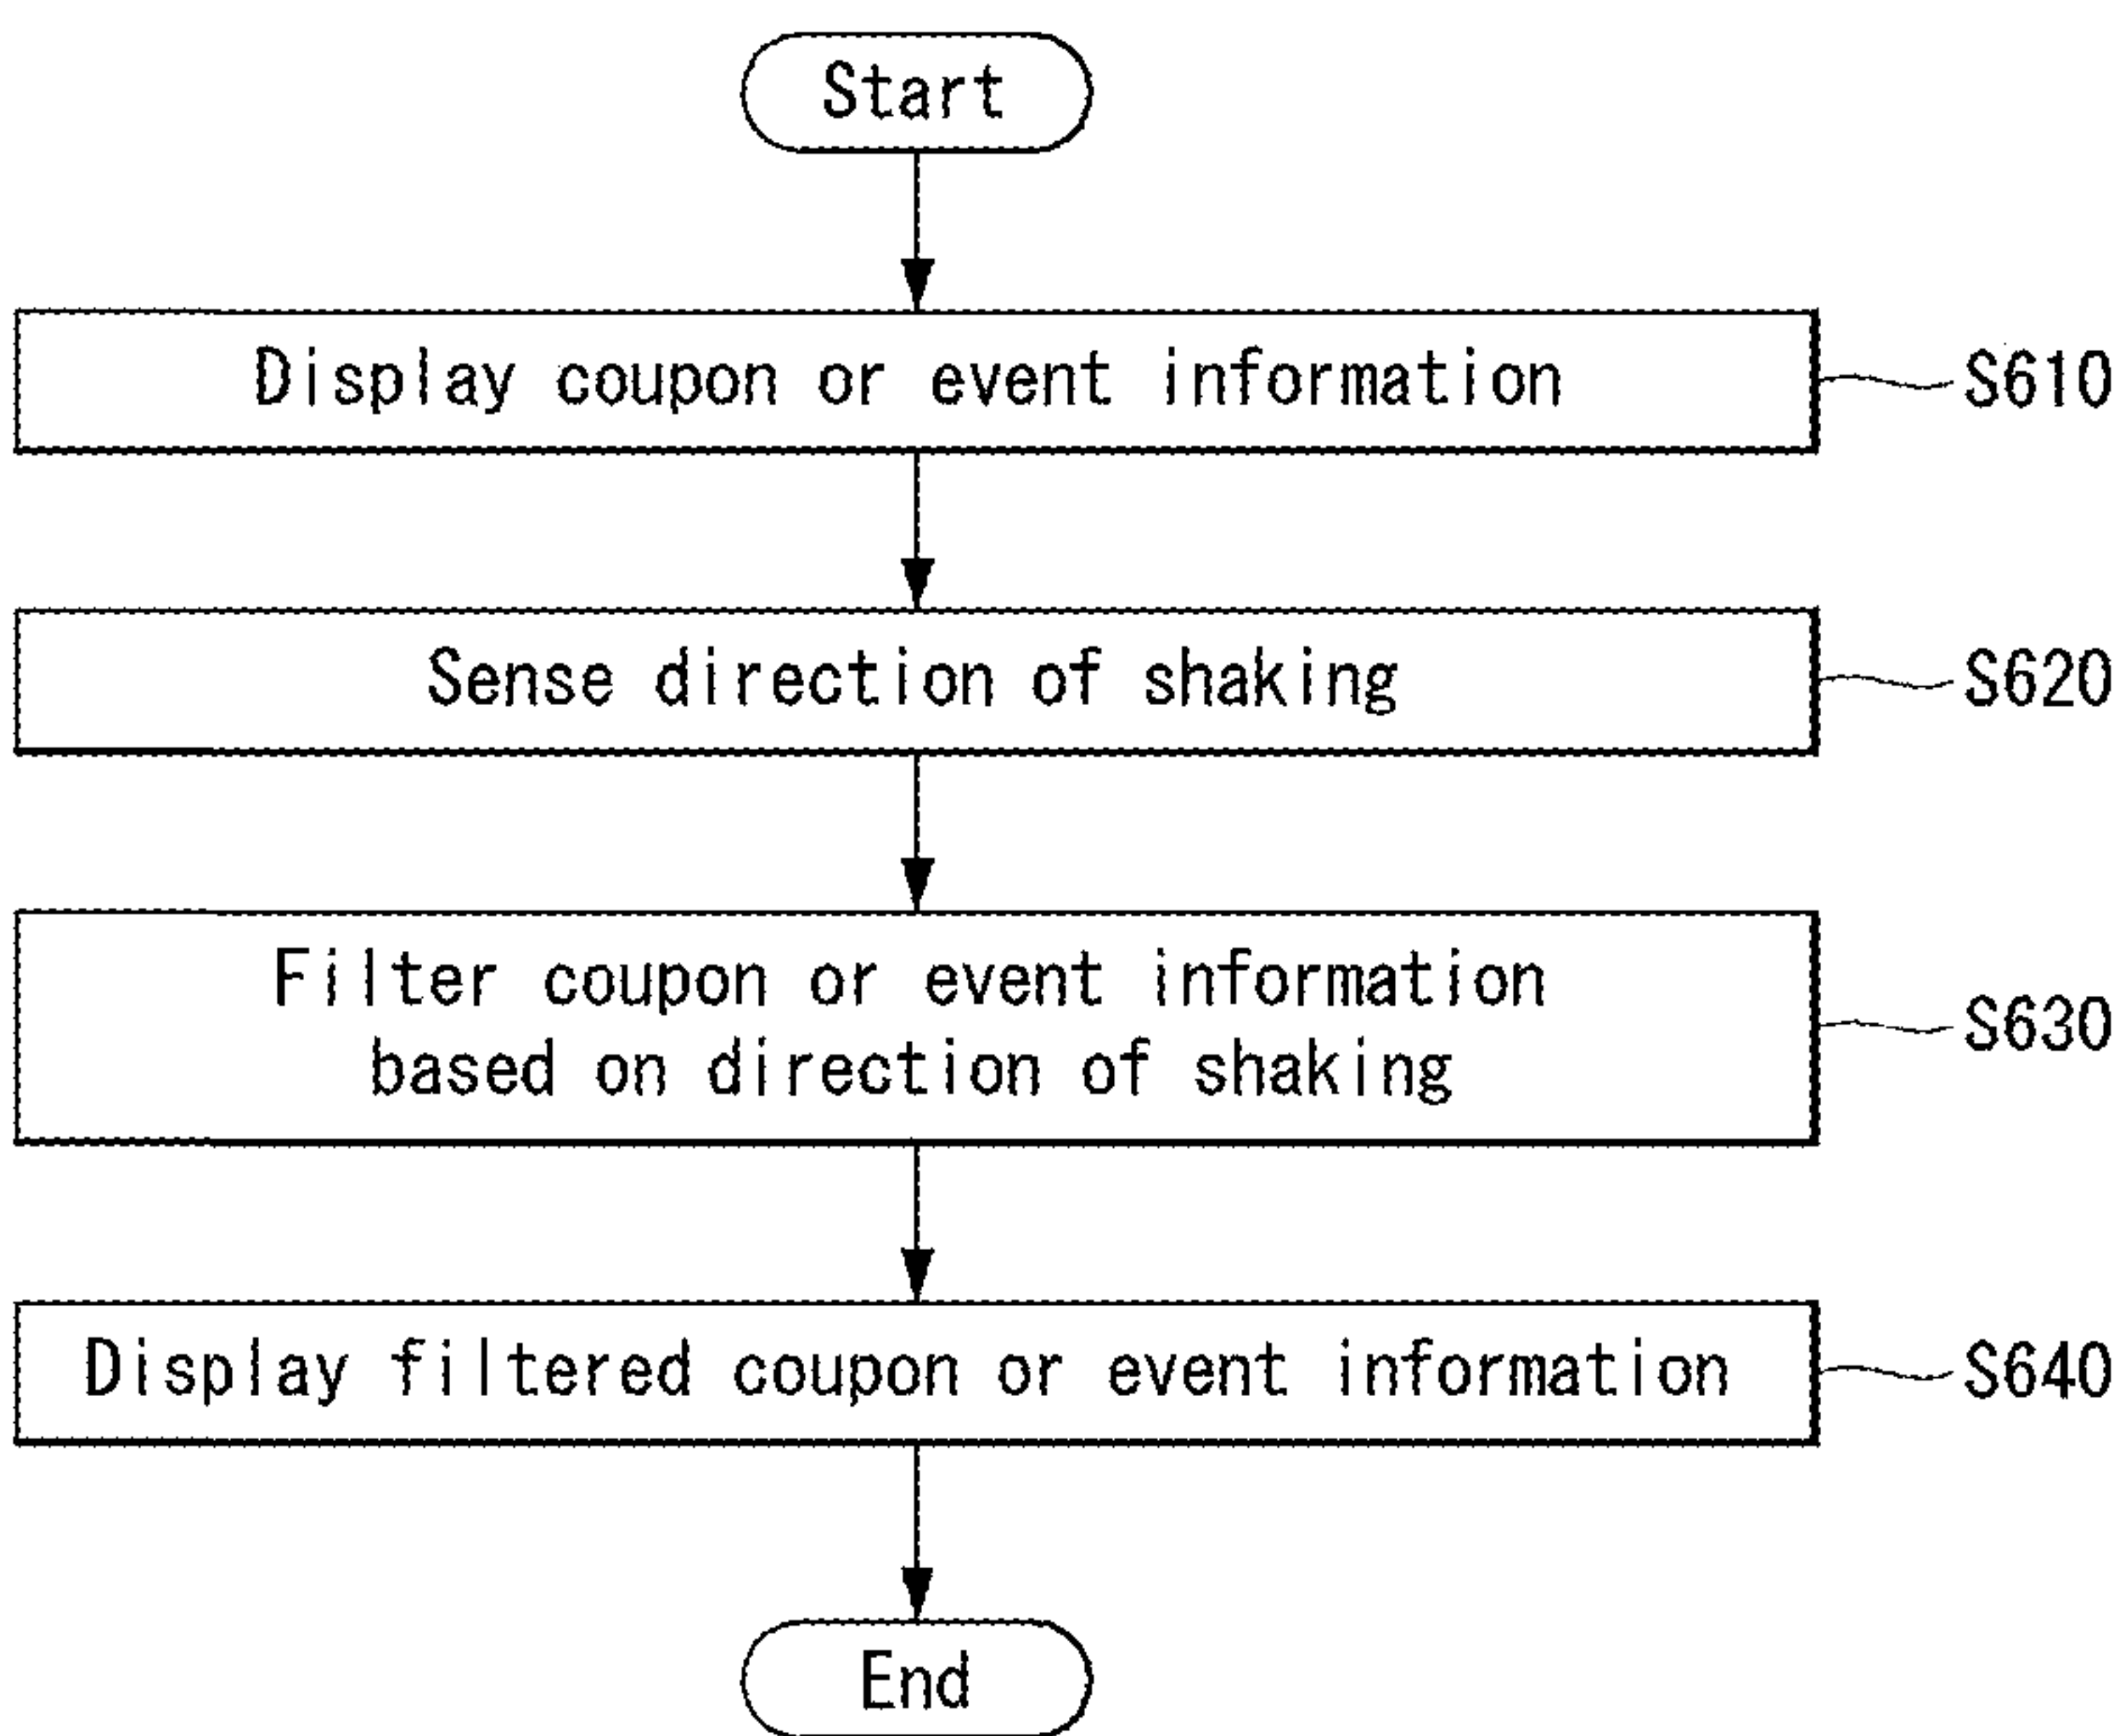 Start
Display coupon or event information
S610
Sense direction of shaking
S620
Filter coupon or event information
based on direction of shaking
S630
Display filtered coupon or event information
S640
End